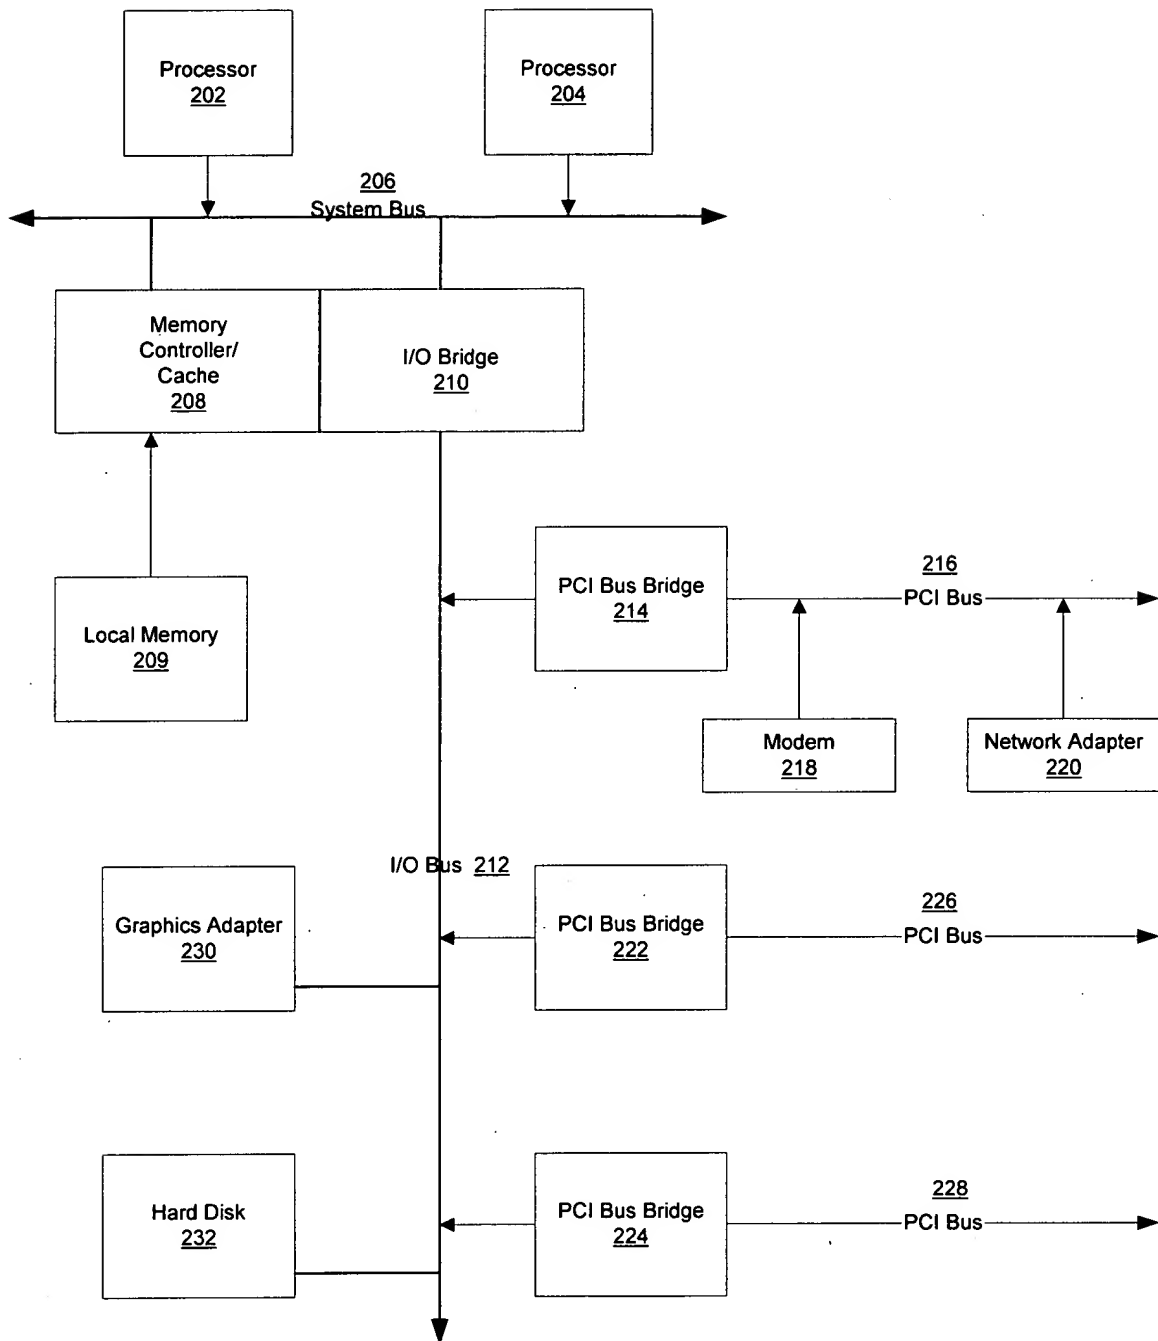 Processor
202
Processor
204
206
System Bus
Memory
Controller/
Cache
208
I/O Bridge
210
PCI Bus Bridge
214
216
PCI Bus
Local Memory
209
Modem
218
Network Adapter
220
I/O Bus 212
Graphics Adapter
230
PCI Bus Bridge
222
226
PCI Bus
Hard Disk
232
PCI Bus Bridge
224
228
PCI Bus